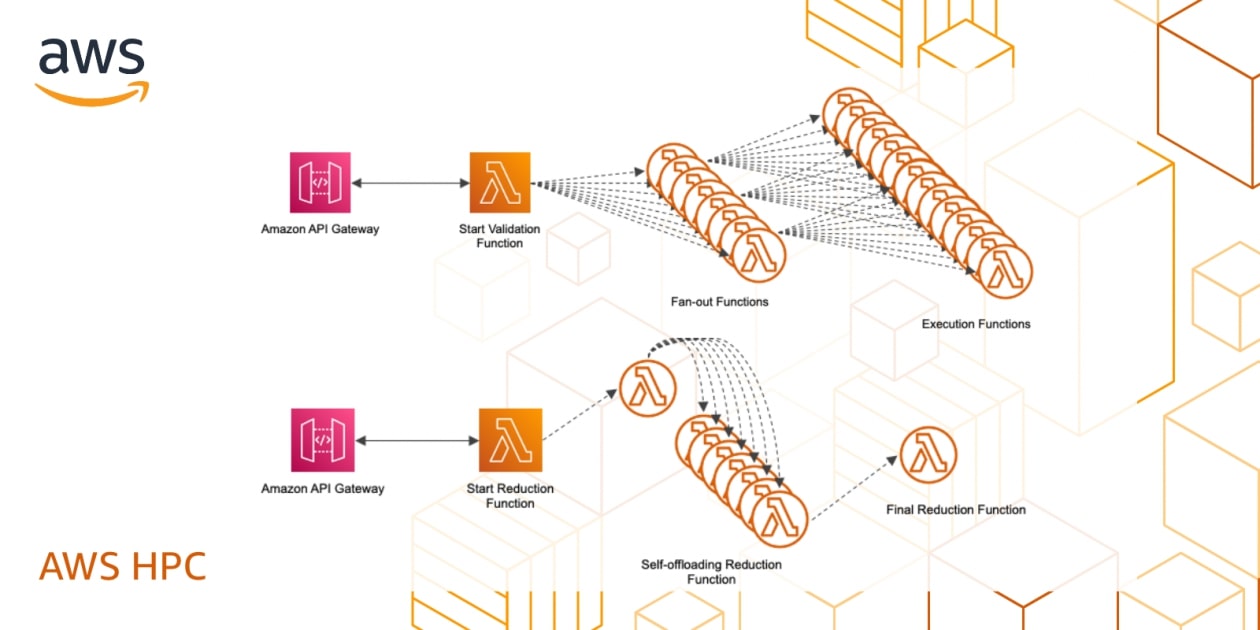 aws
Amazon API Gateway
Start Validation
Function
Fan-out Functions
Execution Functions
Amazon API Gateway
Start Reduction
Function
Self-offloading Reduction
Function
Final Reduction Function
AWS HPC